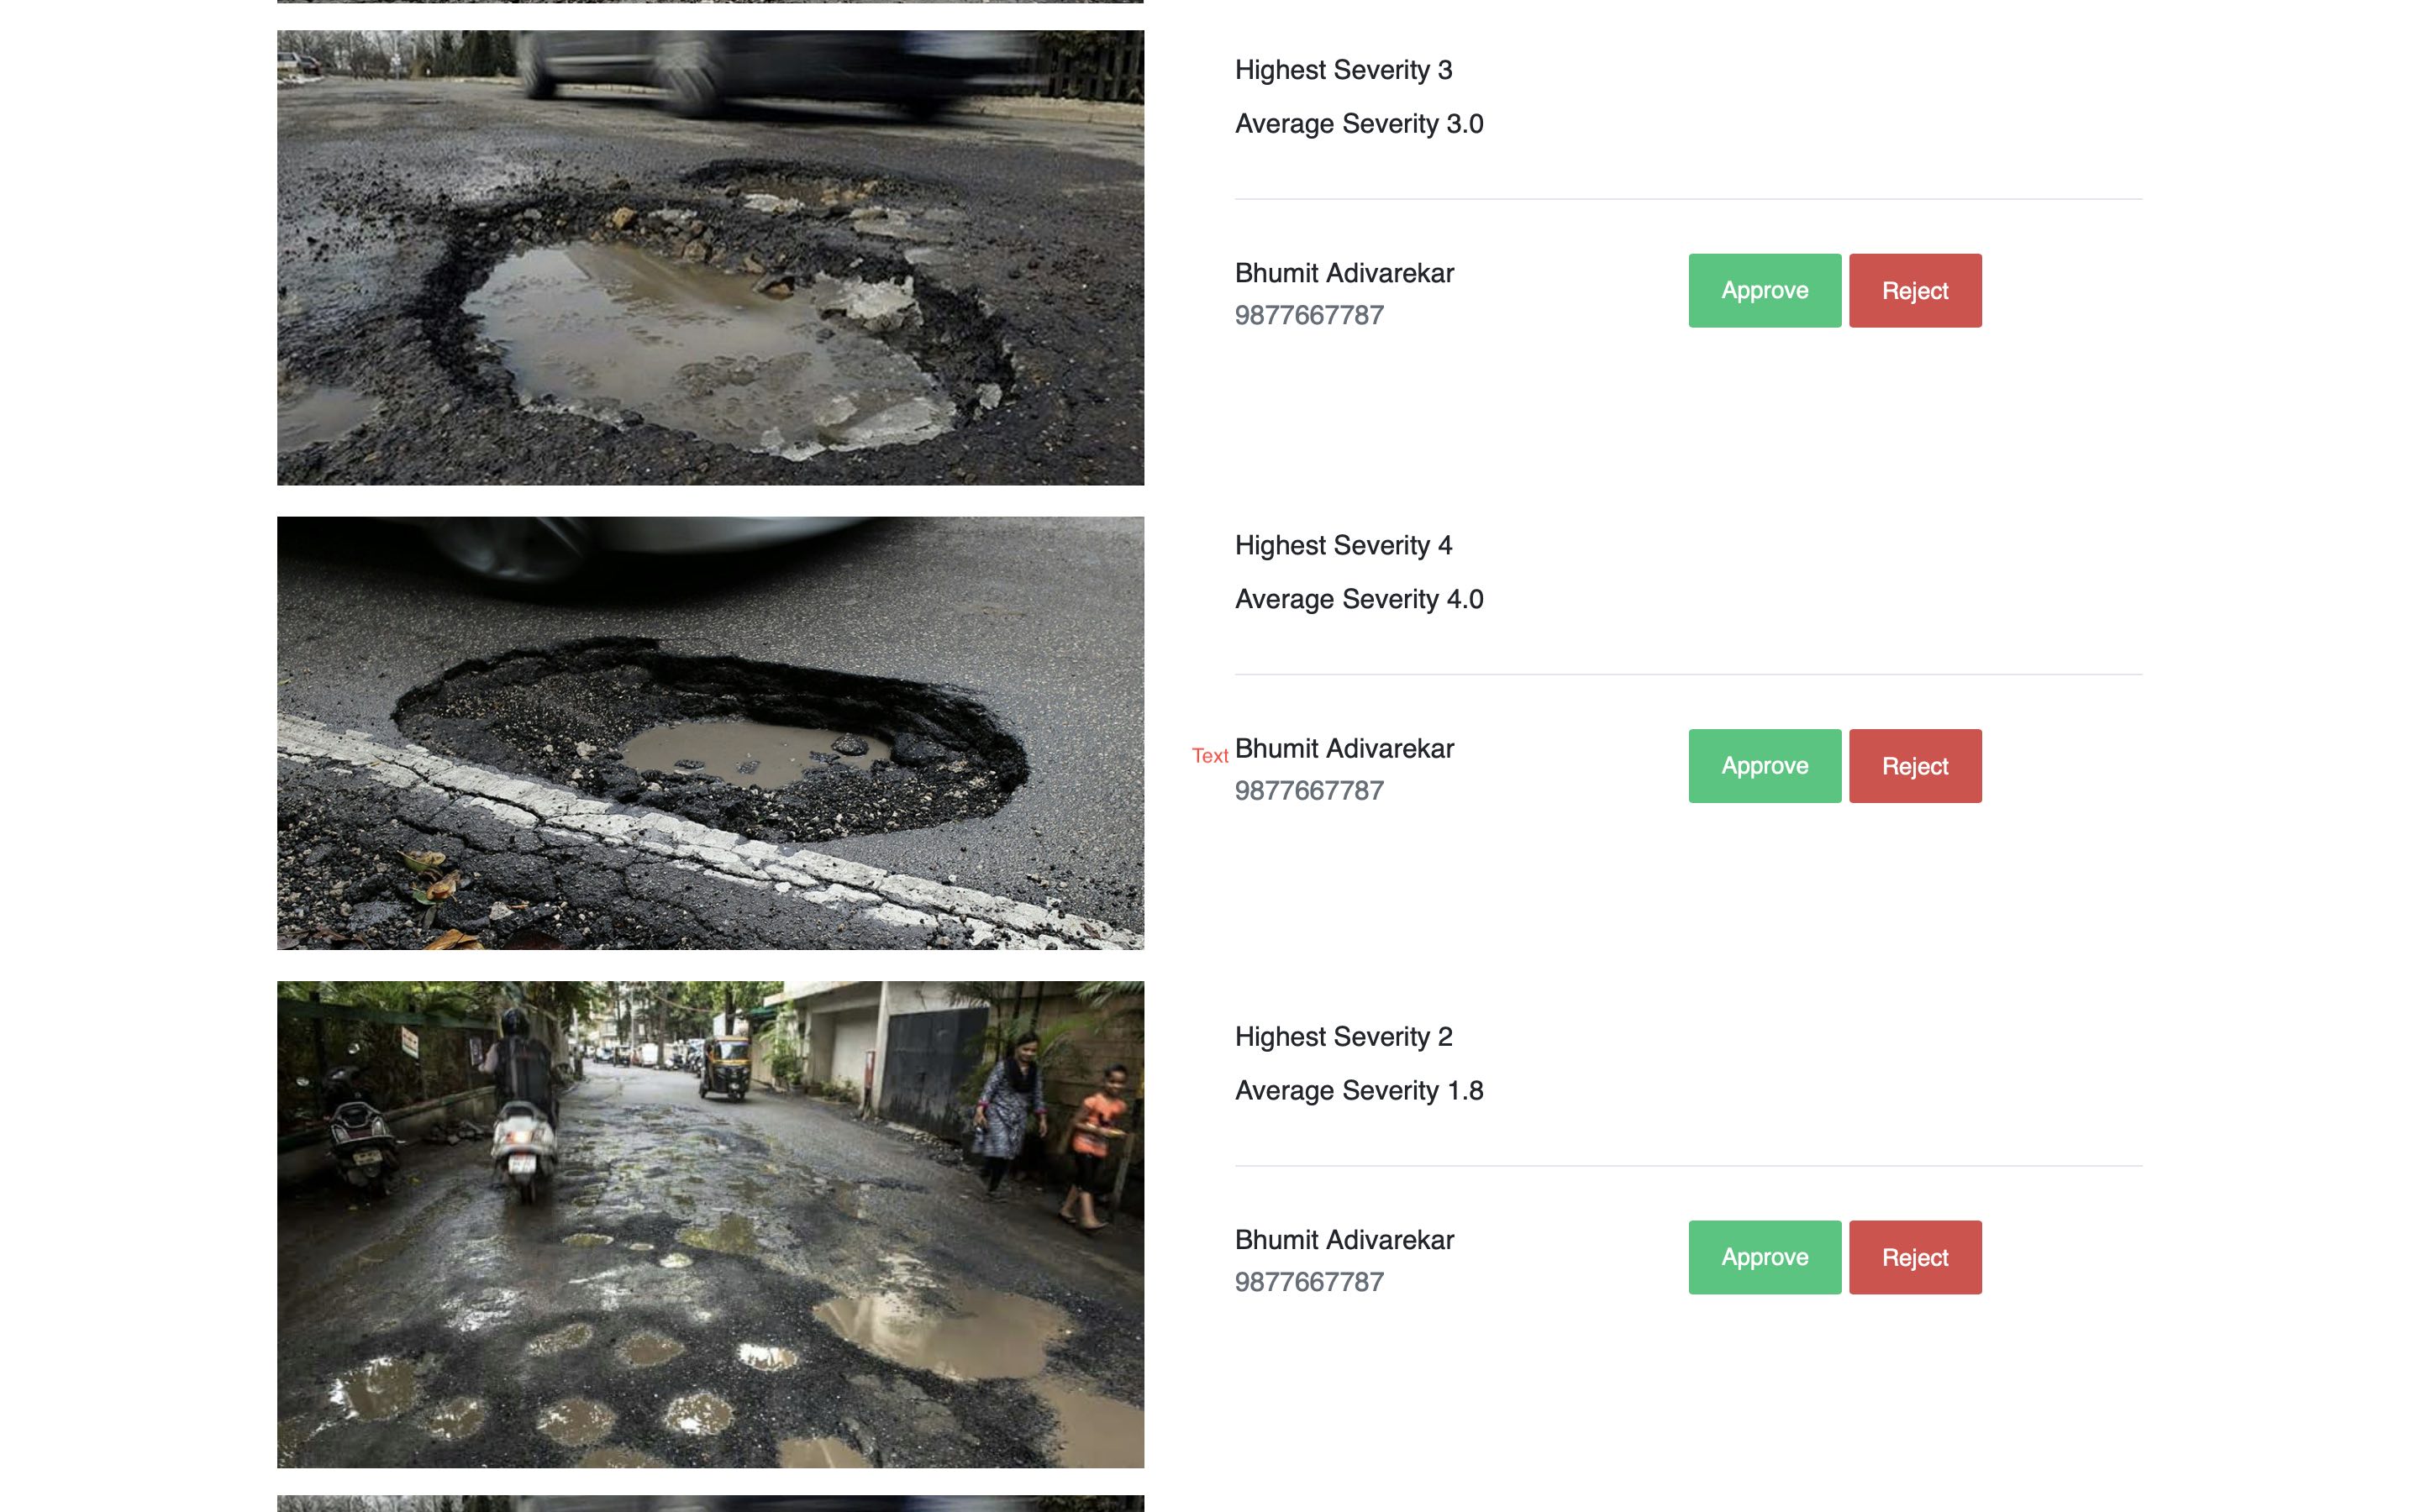 Highest Severity 3
Average Severity 3.0
Bhumit Adivarekar
9877667787
Approve
Reject
Highest Severity 4
Average Severity 4.0
Text
Bhumit Adivarekar
9877667787
Approve
Reject
Highest Severity 2
Average Severity 1.8
Bhumit Adivarekar
9877667787
Approve
Reject